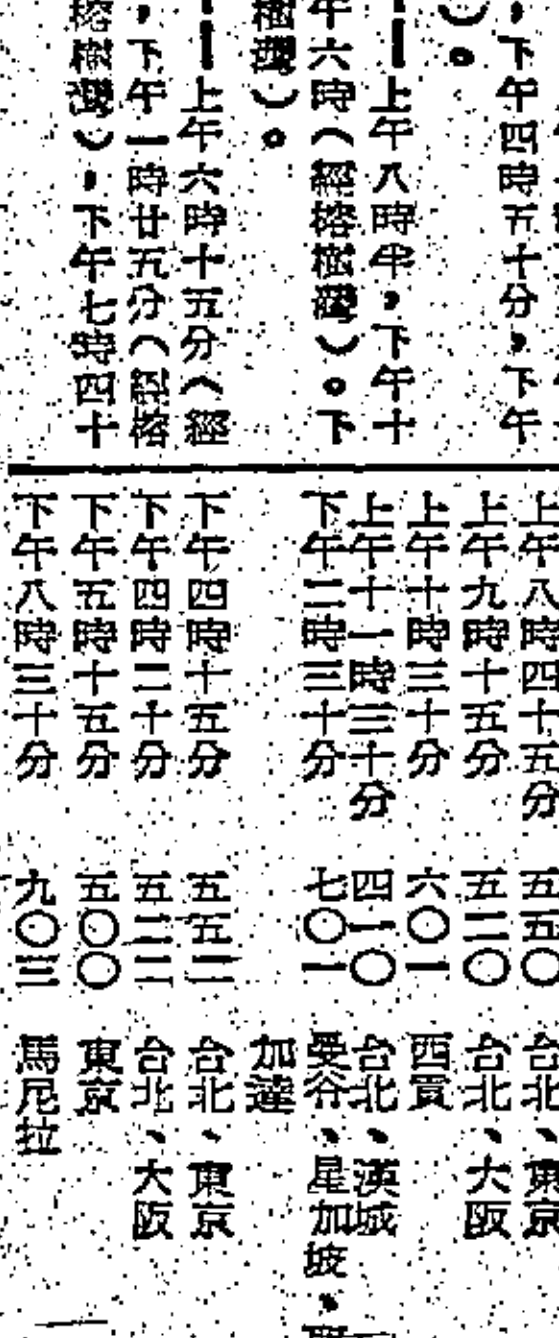 ，下午四時五十分，下午
）。
—上午八時半，下午十
午六時（經榕樹灣）。下
樹灣）。
—上午六時十五分（經
，下午一時廿五分（經榕
榕樹灣），下午七時四十
上午八時四十五分 五五〇 台北、東京
上午九時十五分 五二〇 台北、大阪
上午十時三十分 六〇一 西貢
上午十一時三十分 四一〇 台北、漢城
下午二時三十分 七〇一 曼谷、星加坡、
加達
下午四時十五分 五五二 台北、東京
下午四時二十分 五二二 台北、大阪
下午五時十五分 五〇〇 東京
下午八時三十分 九〇三 馬尼拉